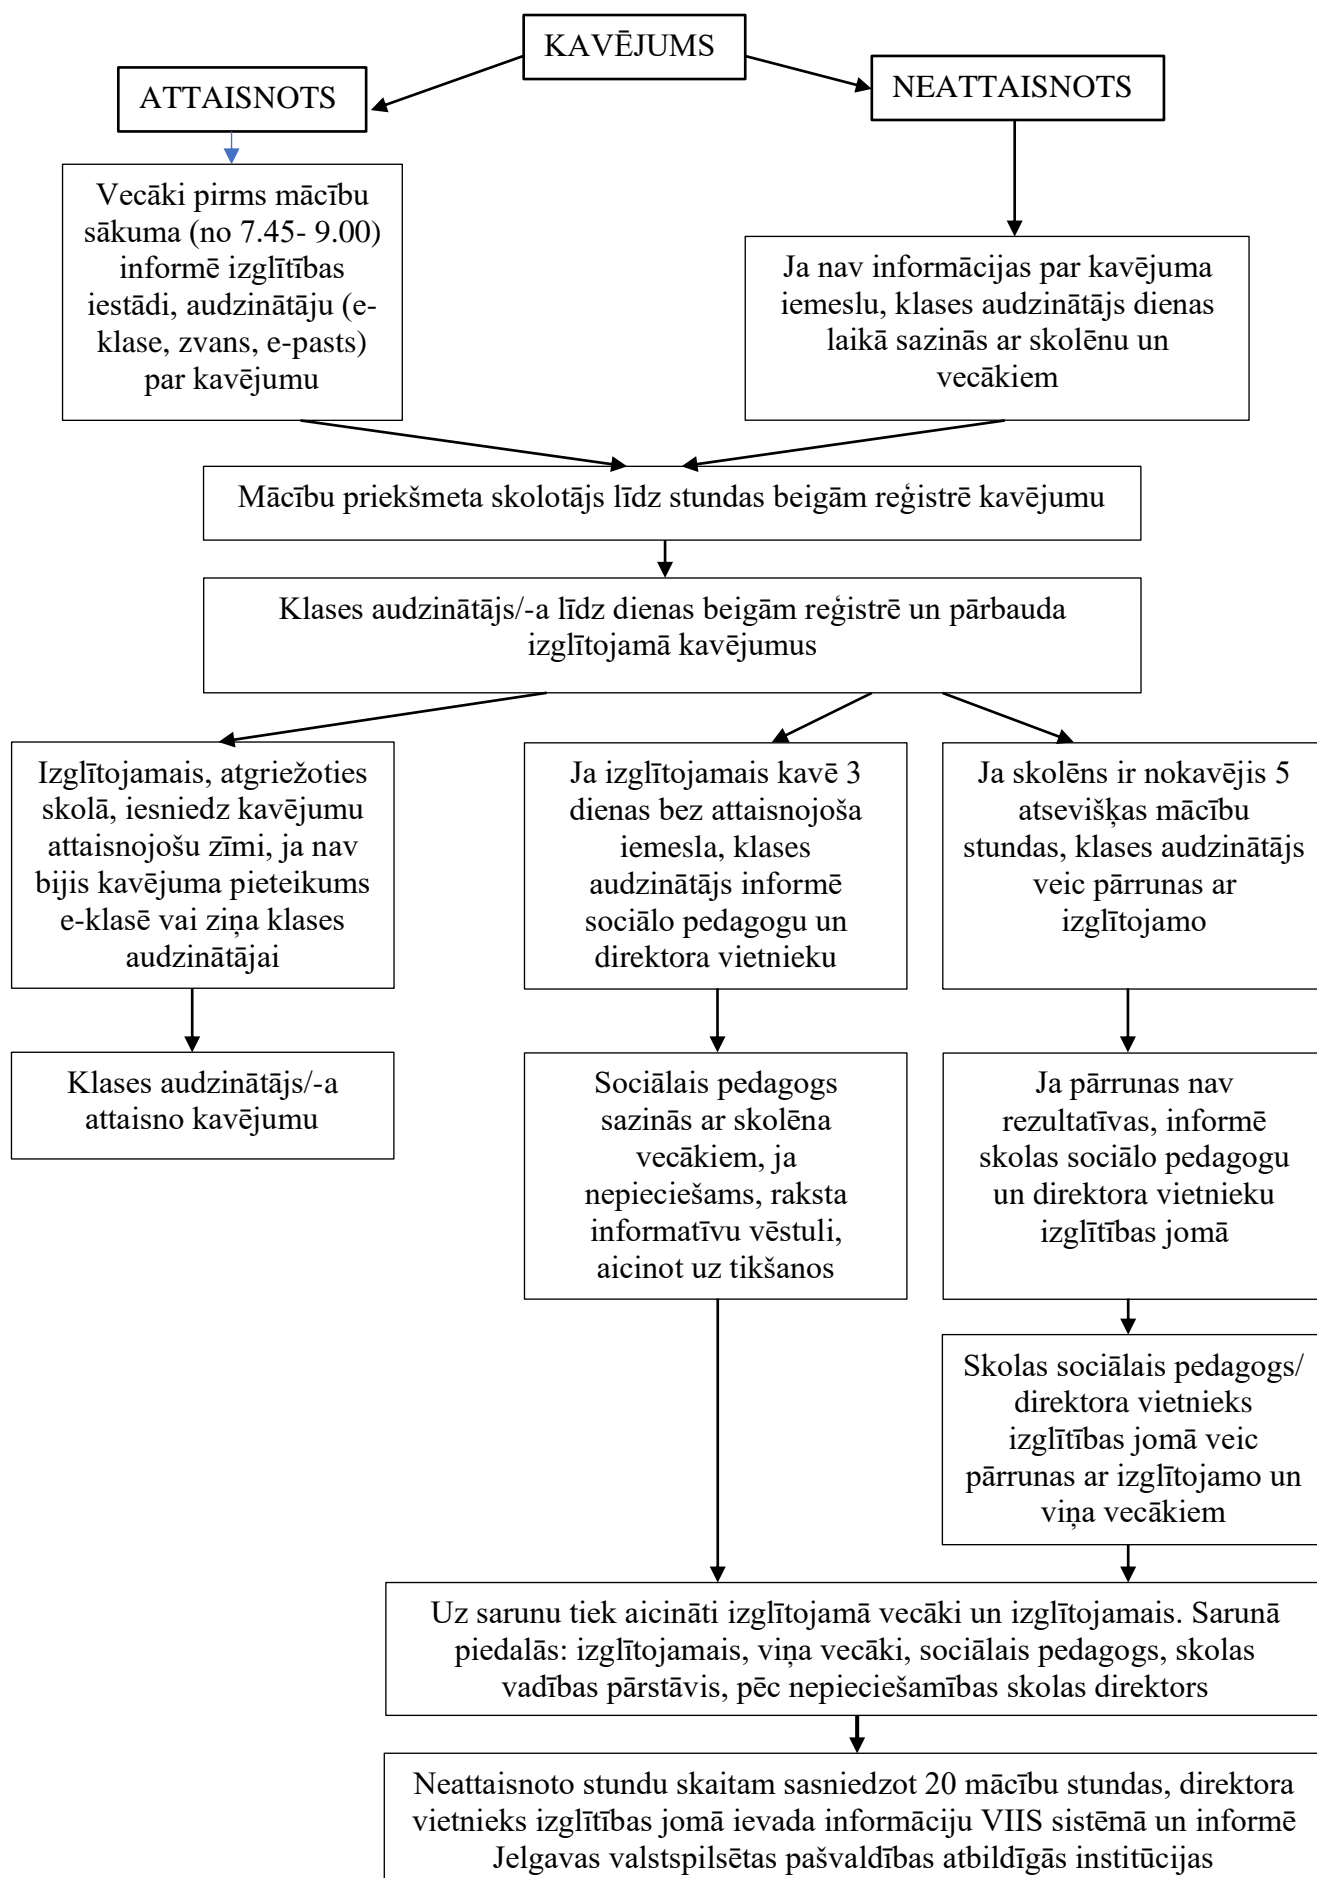 KAVĒJUMS
ATTAISNOTS
NEATTAISNOTS
Vecāki pirms mācību
sākuma (no 7.45- 9.00)
informē izglītības
iestādi, audzinātāju (e-
klase, zvans, e-pasts)
par kavējumu
Ja nav informācijas par kavējuma
iemeslu, klases audzinātājs dienas
laikā sazinās ar skolēnu un
vecākiem
Mācību priekšmeta skolotājs līdz stundas beigām reģistrē kavējumu
Klases audzinātājs/-a līdz dienas beigām reģistrē un pārbauda
izglītojamā kavējumus
Izglītojamais, atgriežoties
skolā, iesniedz kavējumu
attaisnojošu zīmi, ja nav
bijis kavējuma pieteikums
e-klasē vai ziņa klases
audzinātājai
Ja izglītojamais kavē 3
dienas bez attaisnojoša
iemesla, klases
audzinātājs informē
sociālo pedagogu un
direktora vietnieku
Ja skolēns ir nokavējis 5
atsevišķas mācību
stundas, klases audzinātājs
veic pārrunas ar
izglītojamo
Klases audzinātājs/-a
attaisno kavējumu
Sociālais pedagogs
sazinās ar skolēna
vecākiem, ja
nepieciešams, raksta
informatīvu vēstuli,
aicinot uz tikšanos
Ja pārrunas nav
rezultatīvas, informē
skolas sociālo pedagogu
un direktora vietnieku
izglītības jomā
Skolas sociālais pedagogs/
direktora vietnieks
izglītības jomā veic
pārrunas ar izglītojamo un
viņa vecākiem
Uz sarunu tiek aicināti izglītojamā vecāki un izglītojamais. Sarunā
piedalās: izglītojamais, viņa vecāki, sociālais pedagogs, skolas
vadības pārstāvis, pēc nepieciešamības skolas direktors
Neattaisnoto stundu skaitam sasniedzot 20 mācību stundas, direktora
vietnieks izglītības jomā ievada informāciju VIIS sistēmā un informē
Jelgavas valstspilsētas pašvaldības atbildīgās institūcijas